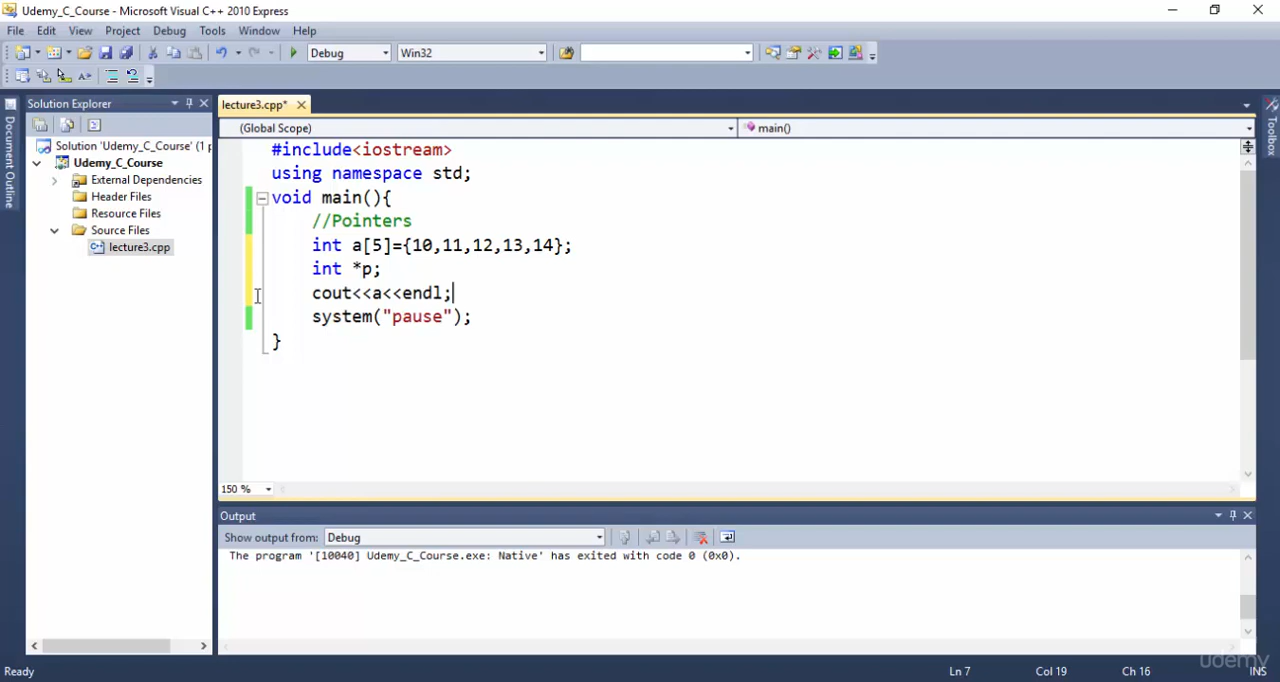 Udemy_C_Course - Microsoft Visual C++ 2010 Express
File Edit View Project Debug Tools Window Help
Debug Win32
Solution Explorer
lecture3.cpp*
(Global Scope) main()
Document Outline
Toolbox
Solution 'Udemy_C_Course' (1 p
Udemy_C_Course
External Dependencies
Header Files
Resource Files
Source Files
lecture3.cpp
#include<iostream>
using namespace std;
void main(){
//Pointers
int a[5]={10,11,12,13,14};
int *p;
cout<<a<<endl;
system("pause");
}
150 %
Output
Show output from: Debug
The program '[10040] Udemy_C_Course.exe: Native' has exited with code 0 (0x0).
udemy
Ready Ln 7 Col 19 Ch 16 INS